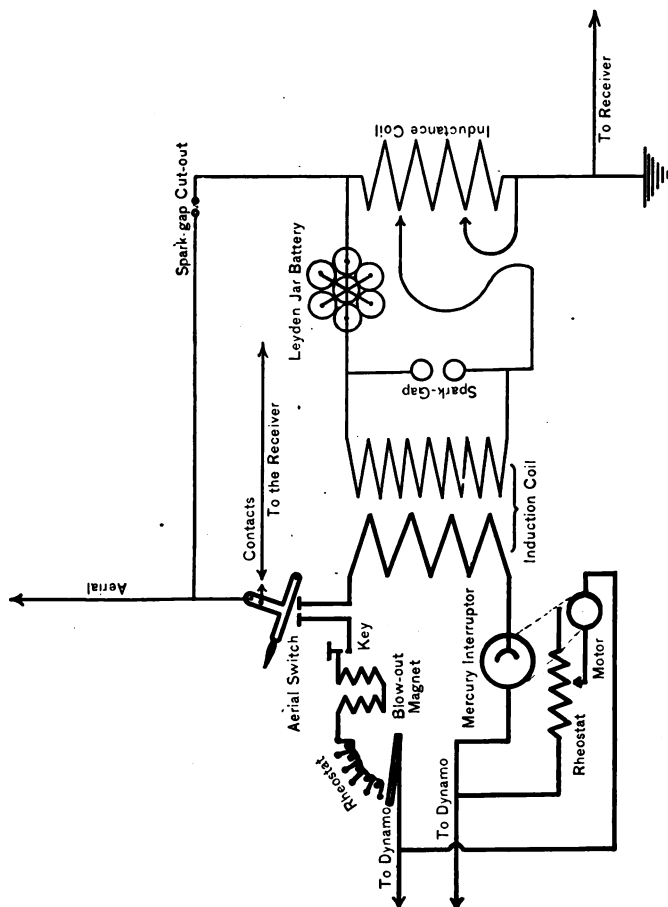 Spark-gap Cut-out
Inductance Coil
To Receiver
Leyden Jar Battery
Spark-Gap
Contacts
To the Receiver
Induction Coil
Aerial
Aerial Switch
Key
Blow-out
Magnet
Mercury Interruptor
Motor
Rheostat
Rheostat
To Dynamo
To Dynamo